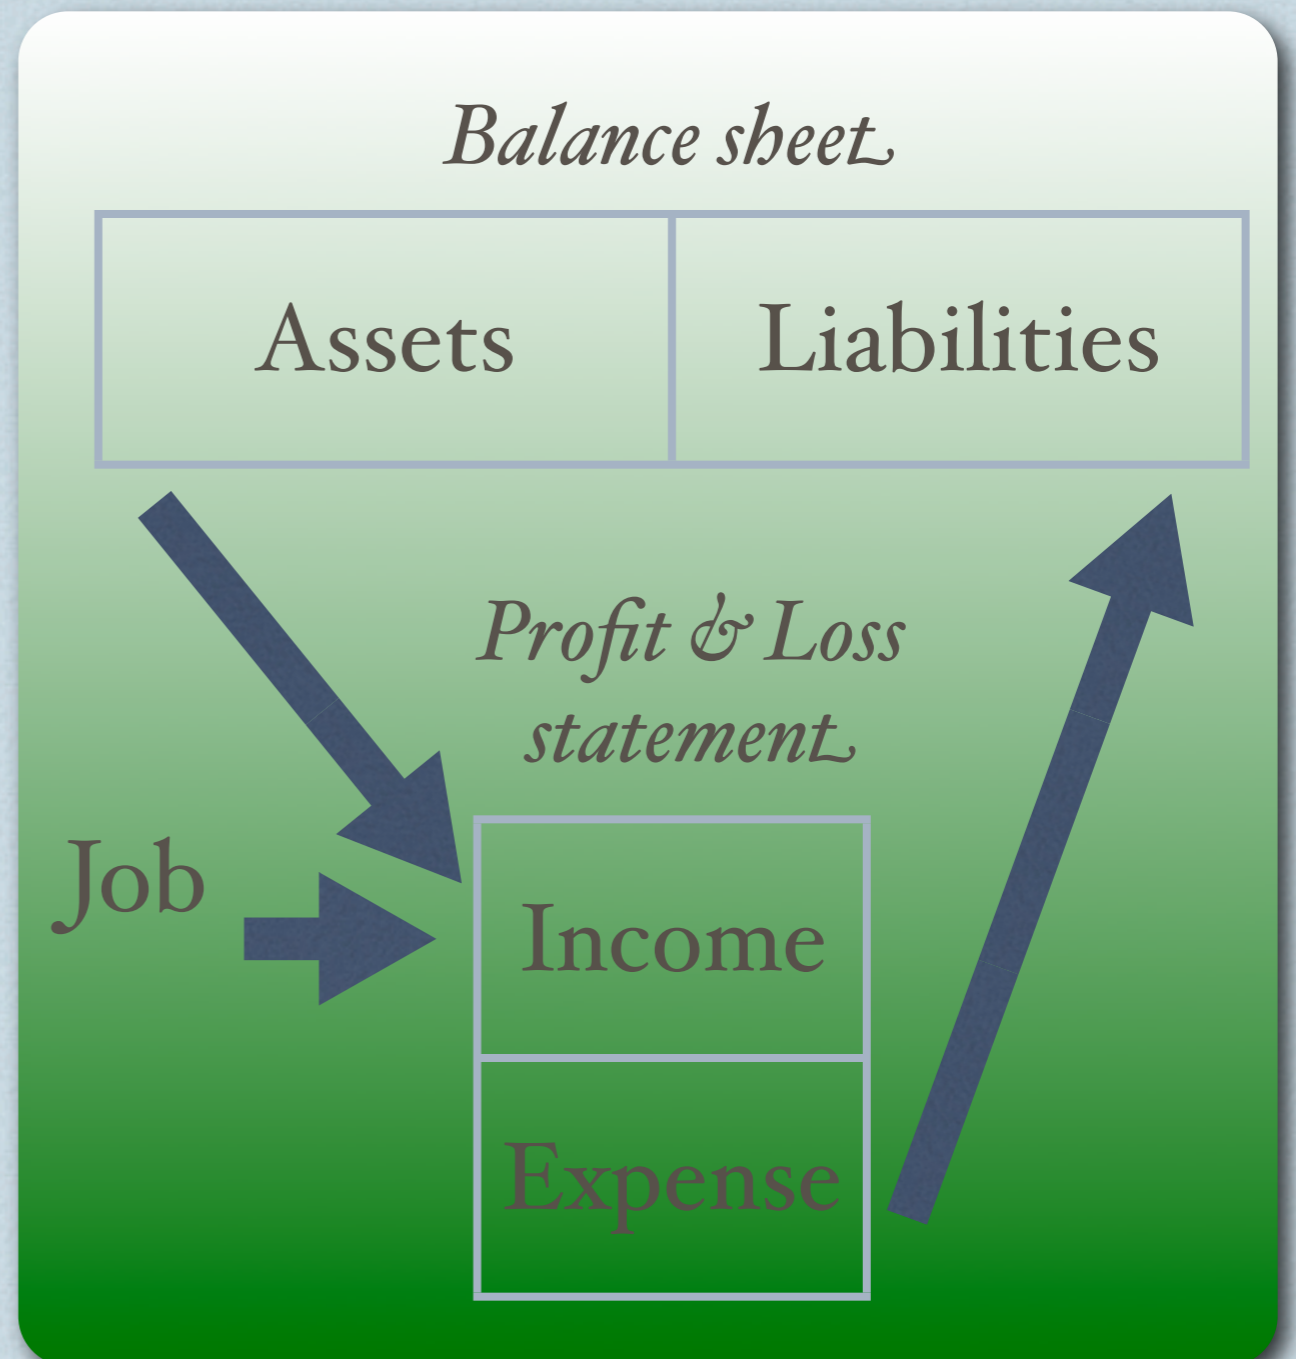 Balance sheet
Assets
Liabilities
Profit & Loss
statement
Job
Income
Expense